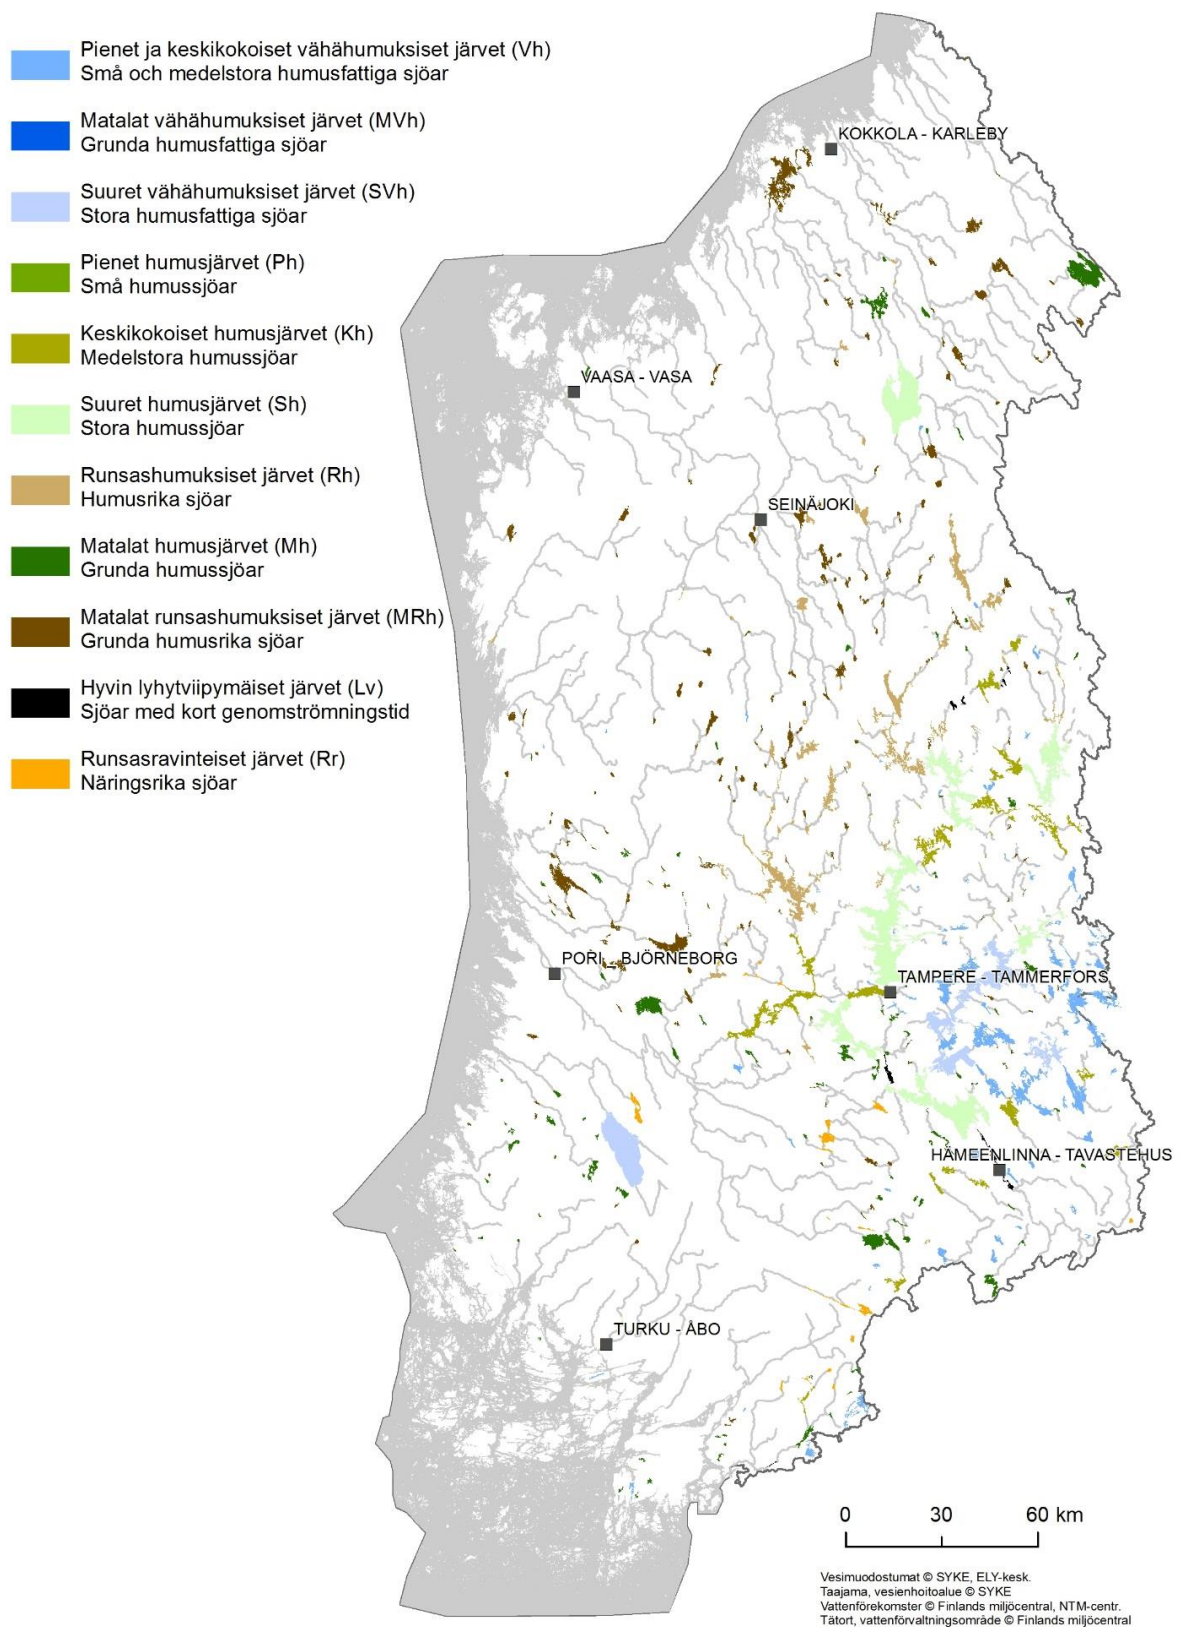 Pienet ja keskikokoiset vähähumuksiset järvet (Vh)
Små och medelstora humusfattiga sjöar
Matalat vähähumuksiset järvet (MVh)
Grunda humusfattiga sjöar
Suuret vähähumuksiset järvet (SVh)
Stora humusfattiga sjöar
Pienet humusjärvet (Ph)
Små humussjöar
Keskikokoiset humusjärvet (Kh)
Medelstora humussjöar
Suuret humusjärvet (Sh)
Stora humussjöar
Runsashumuksiset järvet (Rh)
Humusrika sjöar
Matalat humusjärvet (Mh)
Grunda humussjöar
Matalat runsashumuksiset järvet (MRh)
Grunda humusrika sjöar
Hyvin lyhytviipymäiset järvet (Lv)
Sjöar med kort genomströmningstid
Runsasravinteiset järvet (Rr)
Näringsrika sjöar
KOKKOLA - KARLEBY
VAASA - VASA
SEINÄJOKI
PORI - BJÖRNEBORG
TAMPERE - TAMMERFORS
HÄMEENLINNA - TAVASTEHUS
TURKU - ÅBO
0 30 60 km
Vesimuodostumat © SYKE, ELY-kesk.
Taajama, vesienhoitoalue © SYKE
Vattenförekomster © Finlands miljöcentral, NTM-centr.
Tätort, vattenförvaltningsområde © Finlands miljöcentral